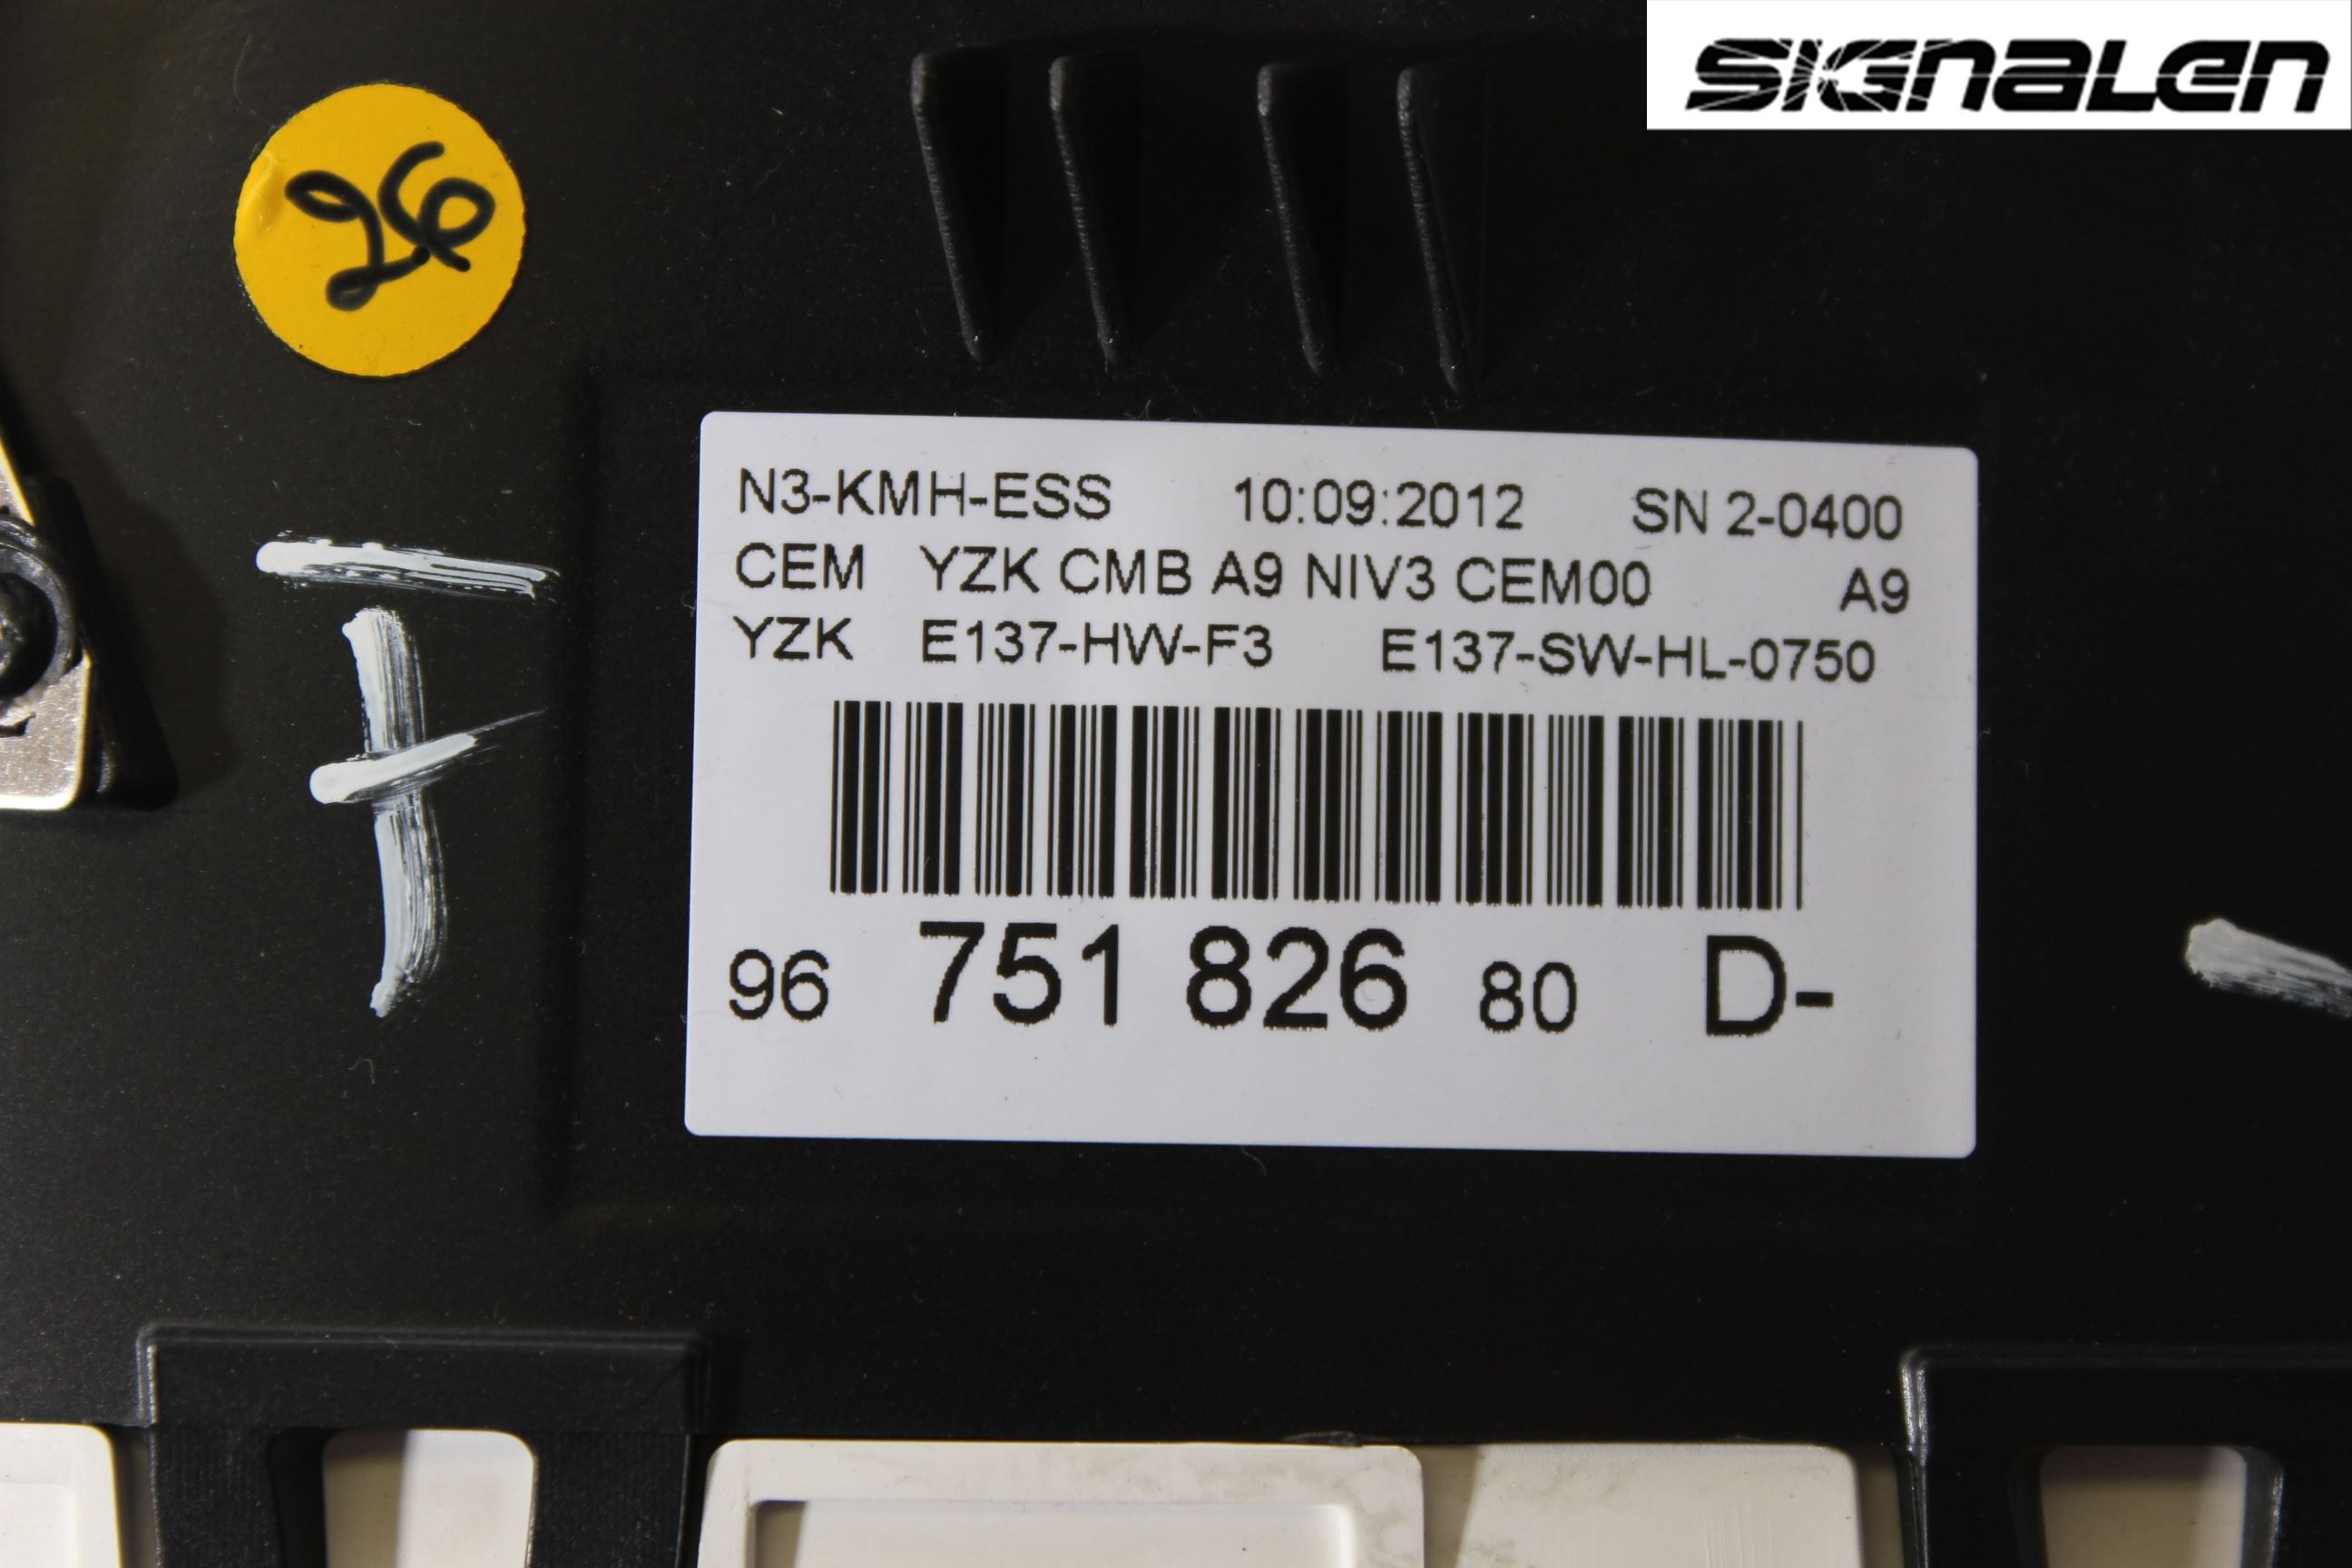 SIGNALEN
26
N3-KMH-ESS 10:09:2012 SN 2-0400
CEM YZK CMB A9 NIV3 CEM00 A9
YZK E137-HW-F3 E137-SW-HL-0750
96 751 826 80 D-